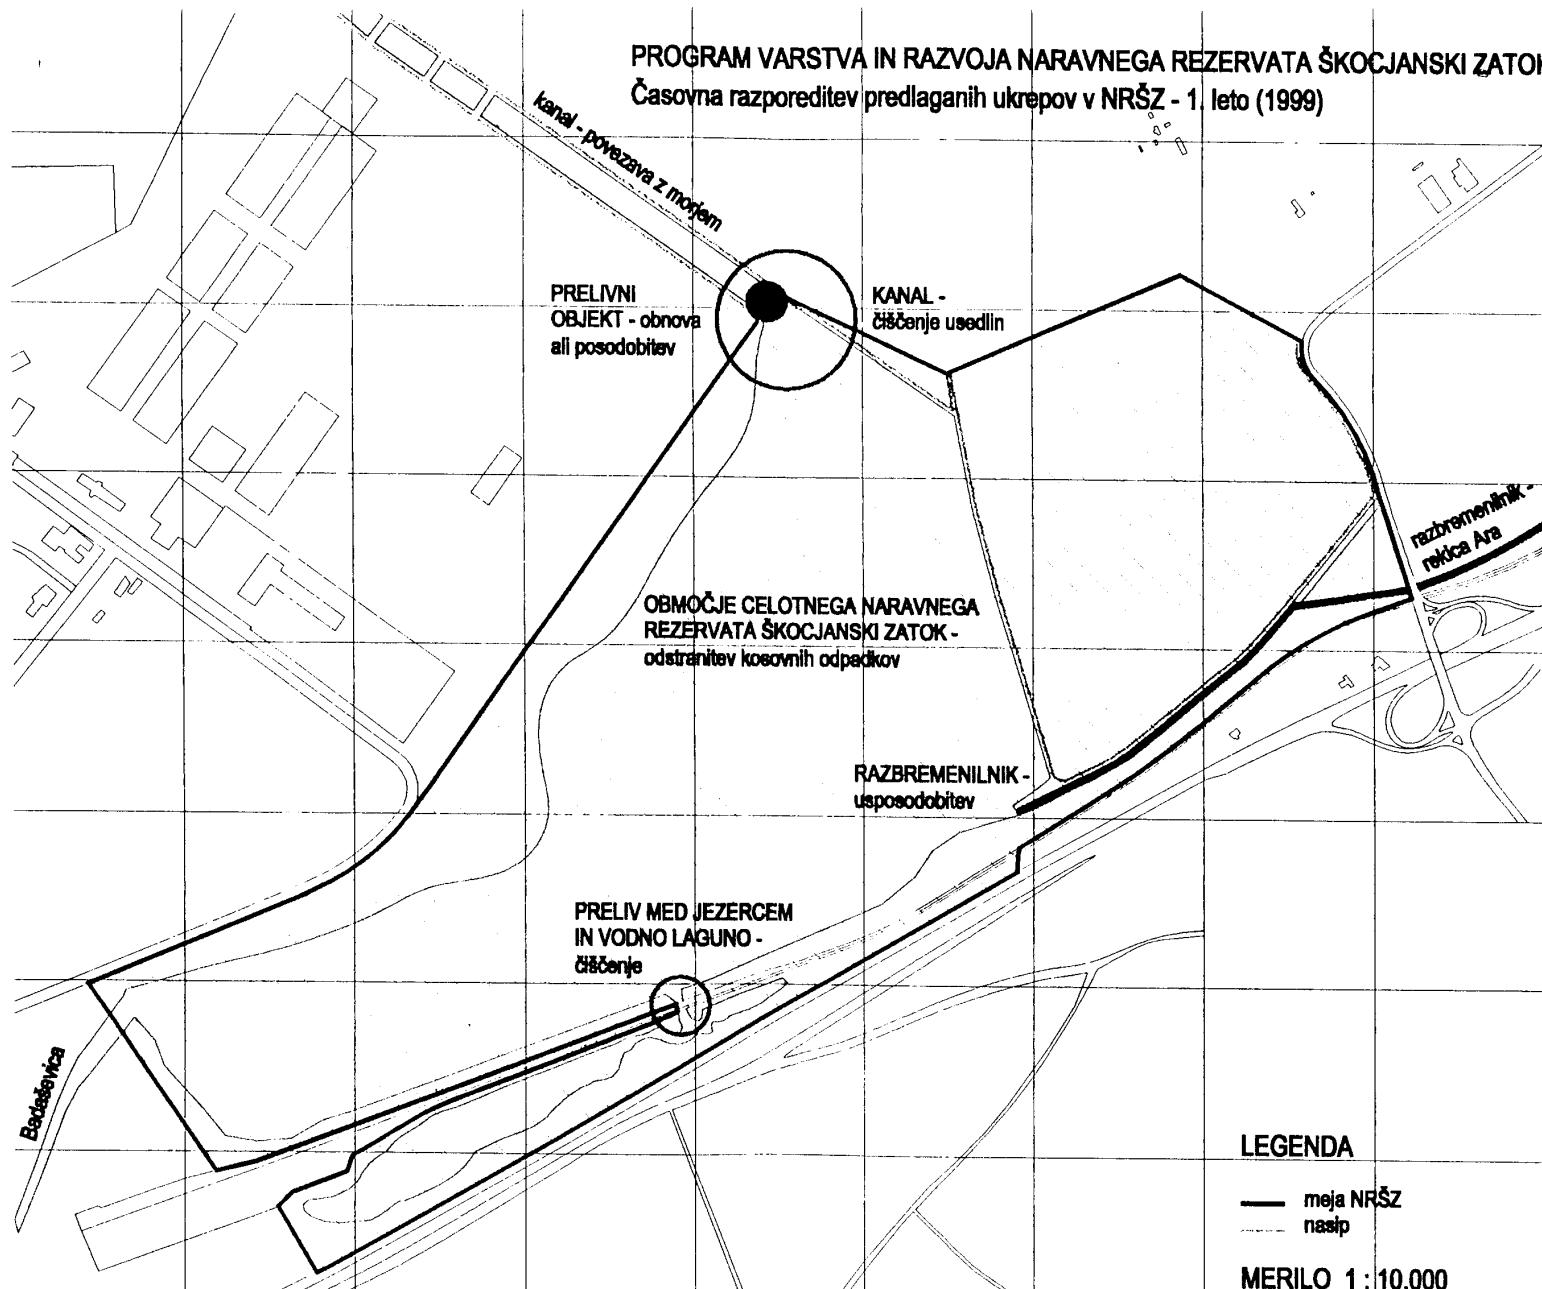 PROGRAM VARSTVA IN RAZVOJA NARAVNEGA REZERVATA ŠKOCJANSKI ZATOK
Časovna razporeditev predlaganih ukrepov v NRŠZ - 1. leto (1999)
kanal - povezava z morjem
PRELIVNI
OBJEKT - obnova
ali posodobitev
KANAL -
čiščenje usedlin
razbremenilnik -
rekica Ara
OBMOČJE CELOTNEGA NARAVNEGA
REZERVATA ŠKOCJANSKI ZATOK -
odstranitev kosovnih odpadkov
RAZBREMENILNIK -
usposodobitev
PRELIV MED JEZERCEM
IN VODNO LAGUNO -
čiščenje
Badaševica
LEGENDA
meja NRŠZ
nasip
MERILO 1 : 10.000